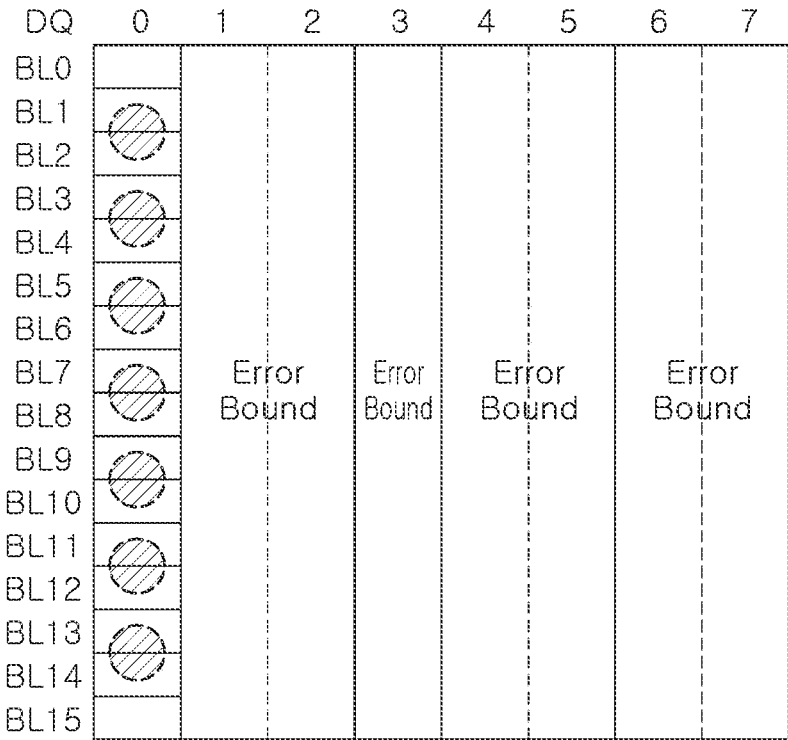 DQ 0 1 2 3 4 5 6 7
BL0
BL1
BL2
BL3
BL4
BL5
BL6
BL7 Error Error Error Error
BL8 Bound Bound Bound Bound
BL9
BL10
BL11
BL12
BL13
BL14
BL15